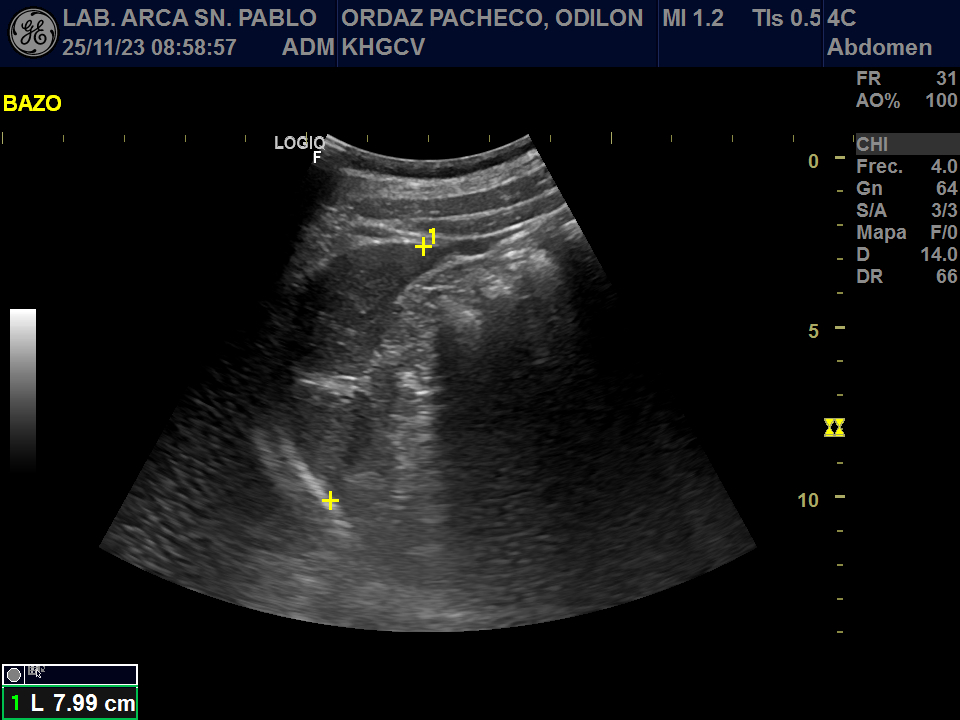 LAB. ARCA SN. PABLO
25/11/23 08:58:57 ADM
ORDAZ PACHECO, ODILON
KHGCV
MI 1.2 TIs 0.5
4C
Abdomen
BAZO
LOGIQ
F
FR 31
AO% 100
CHI
Frec. 4.0
Gn 64
S/A 3/3
Mapa F/0
D 14.0
DR 66
0
5
10
1
1 L 7.99 cm